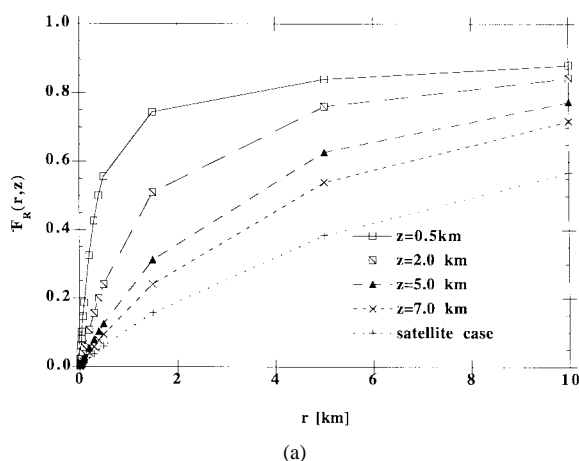 1.0
0.8
0.6
0.4
0.2
0.0
F_R(r,z)
z=0.5km
z=2.0 km
z=5.0 km
z=7.0 km
satellite case
0 2 4 6 8 10
r [km]
(a)